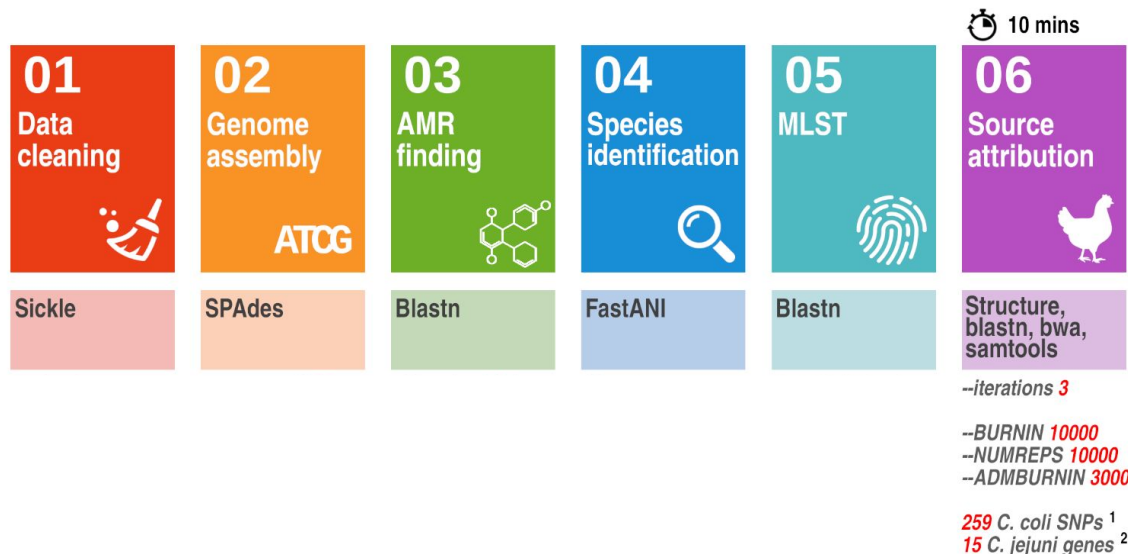 10 mins
01
Data
cleaning
02
Genome
assembly
ATCG
03
AMR
finding
04
Species
identification
05
MLST
06
Source
attribution
Sickle
SPAdes
Blastn
FastANI
Blastn
Structure,
blastn, bwa,
samtools
--iterations 3
--BURNIN 10000
--NUMREPS 10000
--ADMBURNIN 3000
259 C. coli SNPs 1
15 C. jejuni genes 2